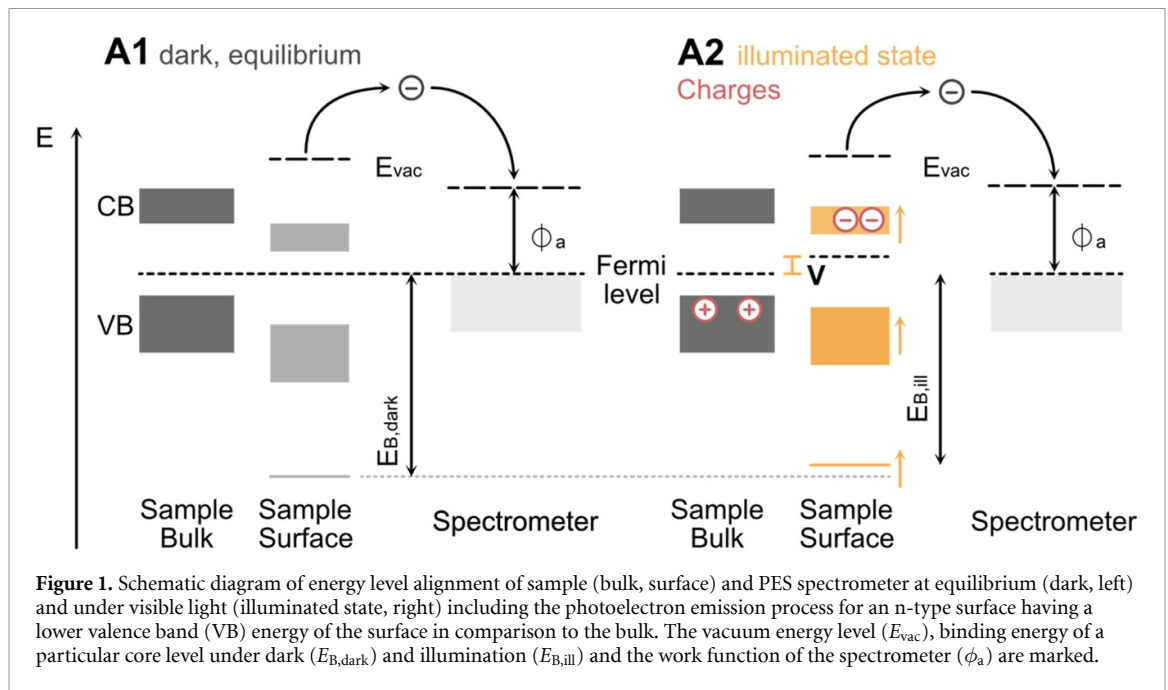 A1 dark, equilibrium
A2 illuminated state
Charges
E
Evac
Evac
CB
ϕa
Fermi
level
V
ϕa
VB
EB,dark
EB,ill
Sample
Bulk
Sample
Surface
Spectrometer
Sample
Bulk
Sample
Surface
Spectrometer
Figure 1. Schematic diagram of energy level alignment of sample (bulk, surface) and PES spectrometer at equilibrium (dark, left)
and under visible light (illuminated state, right) including the photoelectron emission process for an n-type surface having a
lower valence band (VB) energy of the surface in comparison to the bulk. The vacuum energy level (Evac), binding energy of a
particular core level under dark (EB,dark) and illumination (EB,ill) and the work function of the spectrometer (ϕa) are marked.